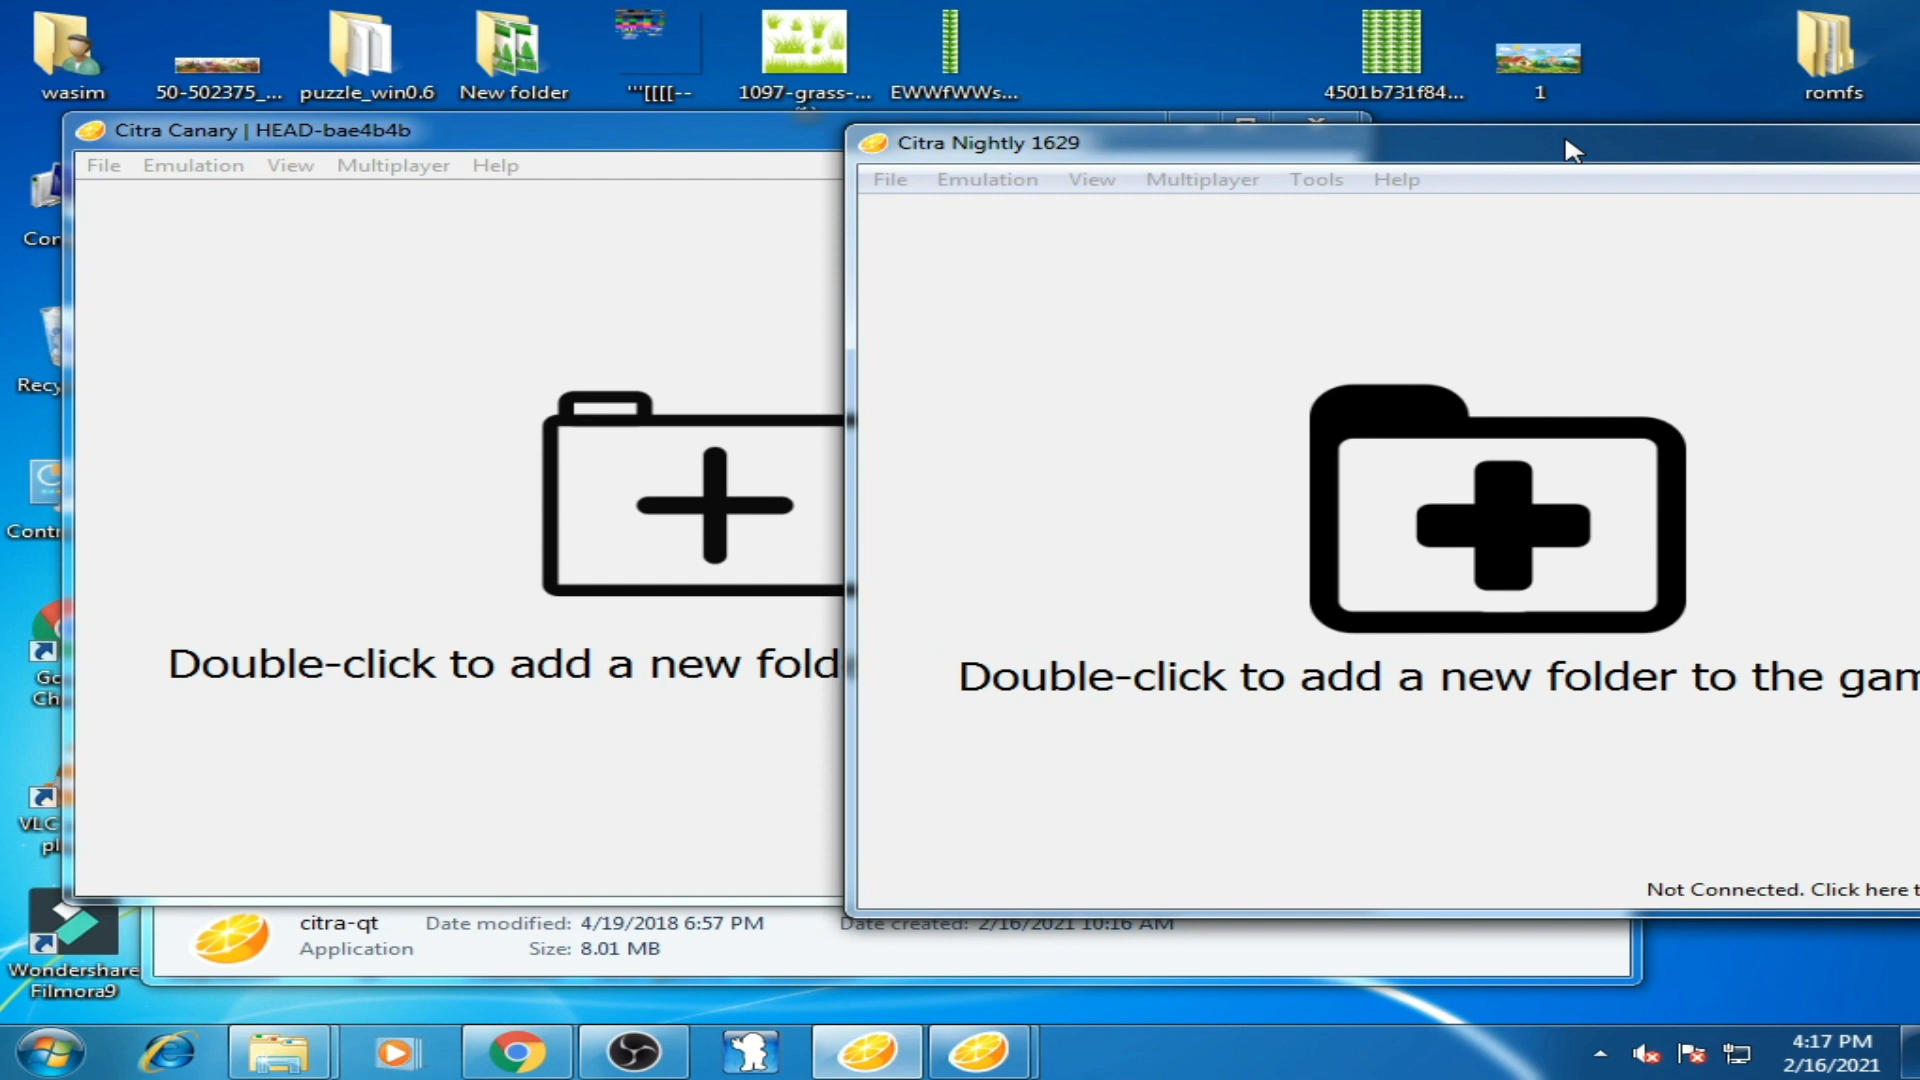 wasim
50-502375_...
puzzle_win0.6
New folder
'''[[[[--
1097-grass-...
EWWfWWs...
4501b731f84...
1
romfs
Citra Canary | HEAD-bae4b4b
File Emulation View Multiplayer Help
Citra Nightly 1629
File Emulation View Multiplayer Tools Help
Con
Recy
Contr
Double-click to add a new fold
Double-click to add a new folder to the gam
Go
Ch
VLC
pl
Not Connected. Click here t
citra-qt
Date modified: 4/19/2018 6:57 PM
Date created: 2/16/2021 10:16 AM
Application
Size: 8.01 MB
Wondershare
Filmora9
4:17 PM
2/16/2021